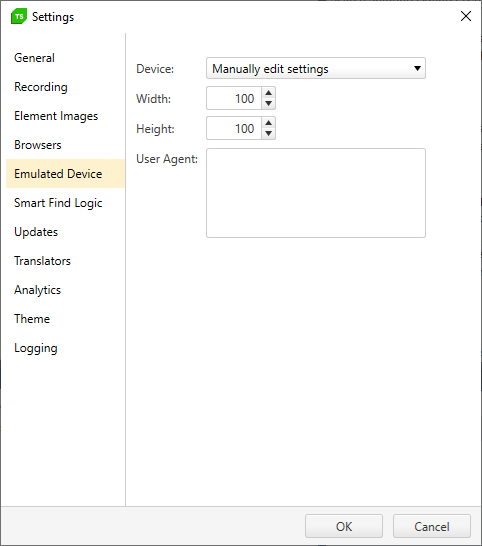 TS Settings
General
Recording
Element Images
Browsers
Emulated Device
Smart Find Logic
Updates
Translators
Analytics
Theme
Logging
Device: Manually edit settings
Width: 100
Height: 100
User Agent:
OK Cancel